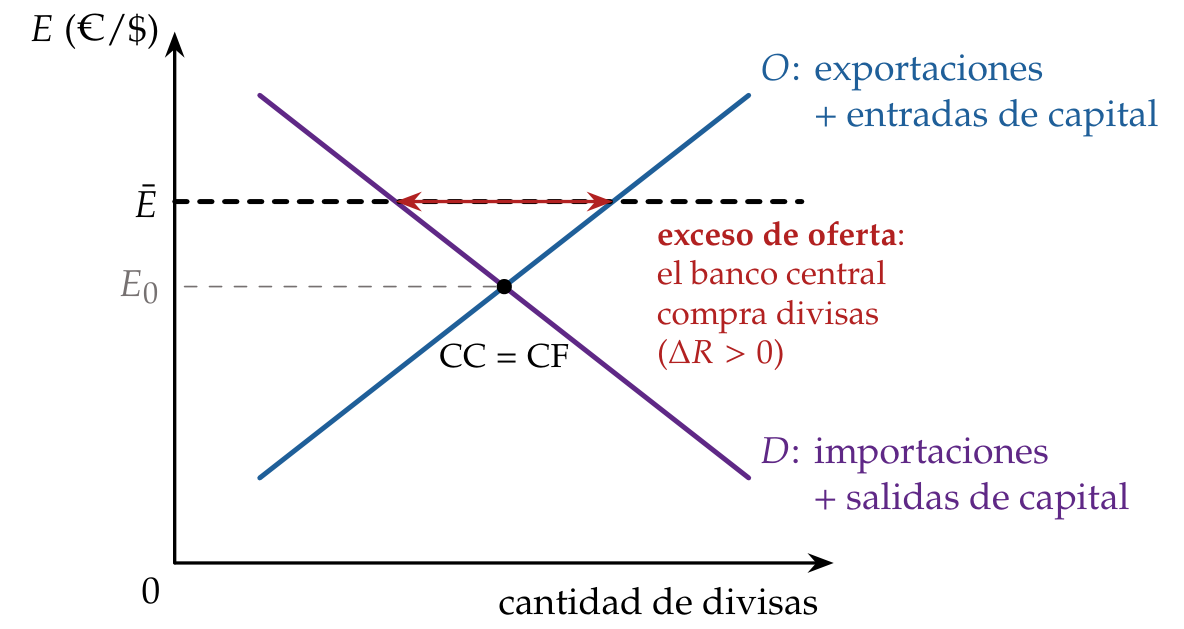 E (€/$)
O: exportaciones
+ entradas de capital
Ē
exceso de oferta:
el banco central
compra divisas
(ΔR > 0)
E₀
CC = CF
D: importaciones
+ salidas de capital
0
cantidad de divisas